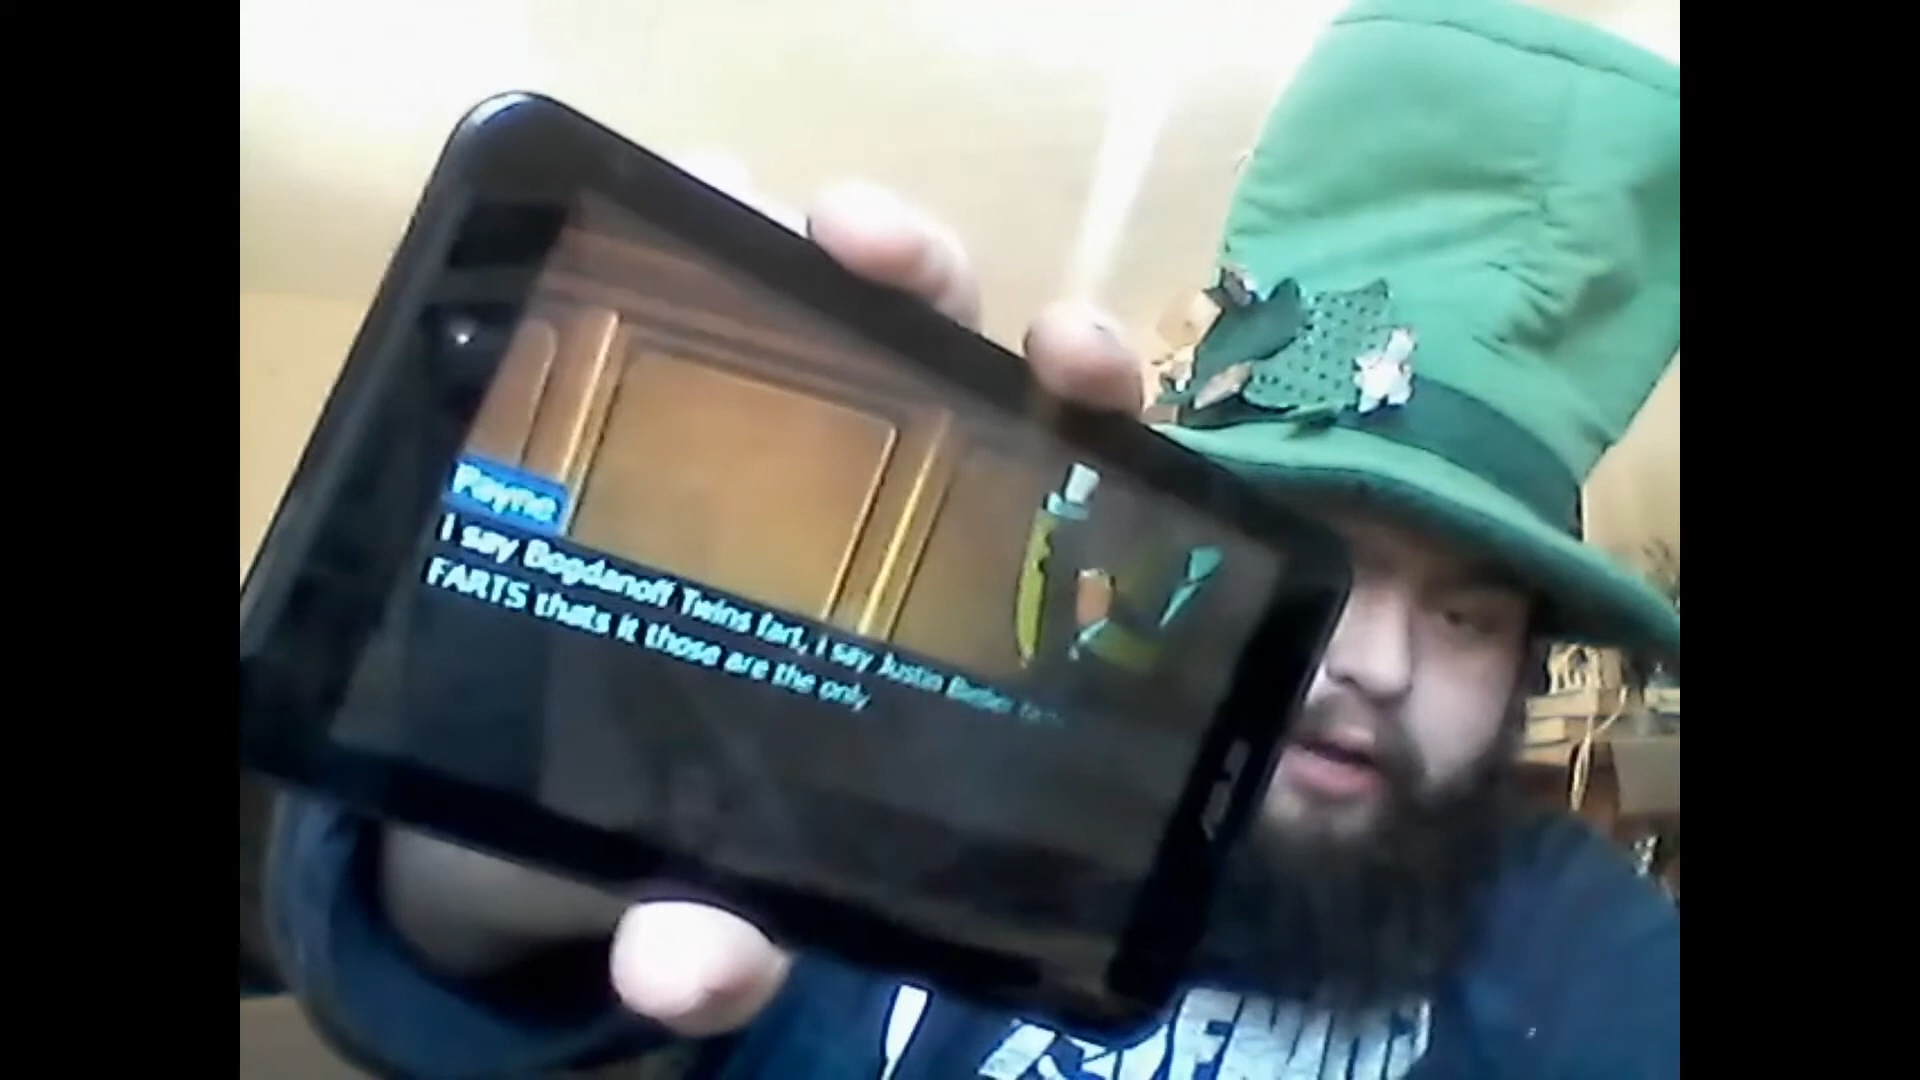 Payne
I say Bogdanoff Twins fart, I say Justin Bieber
FARTS thats it those are the only